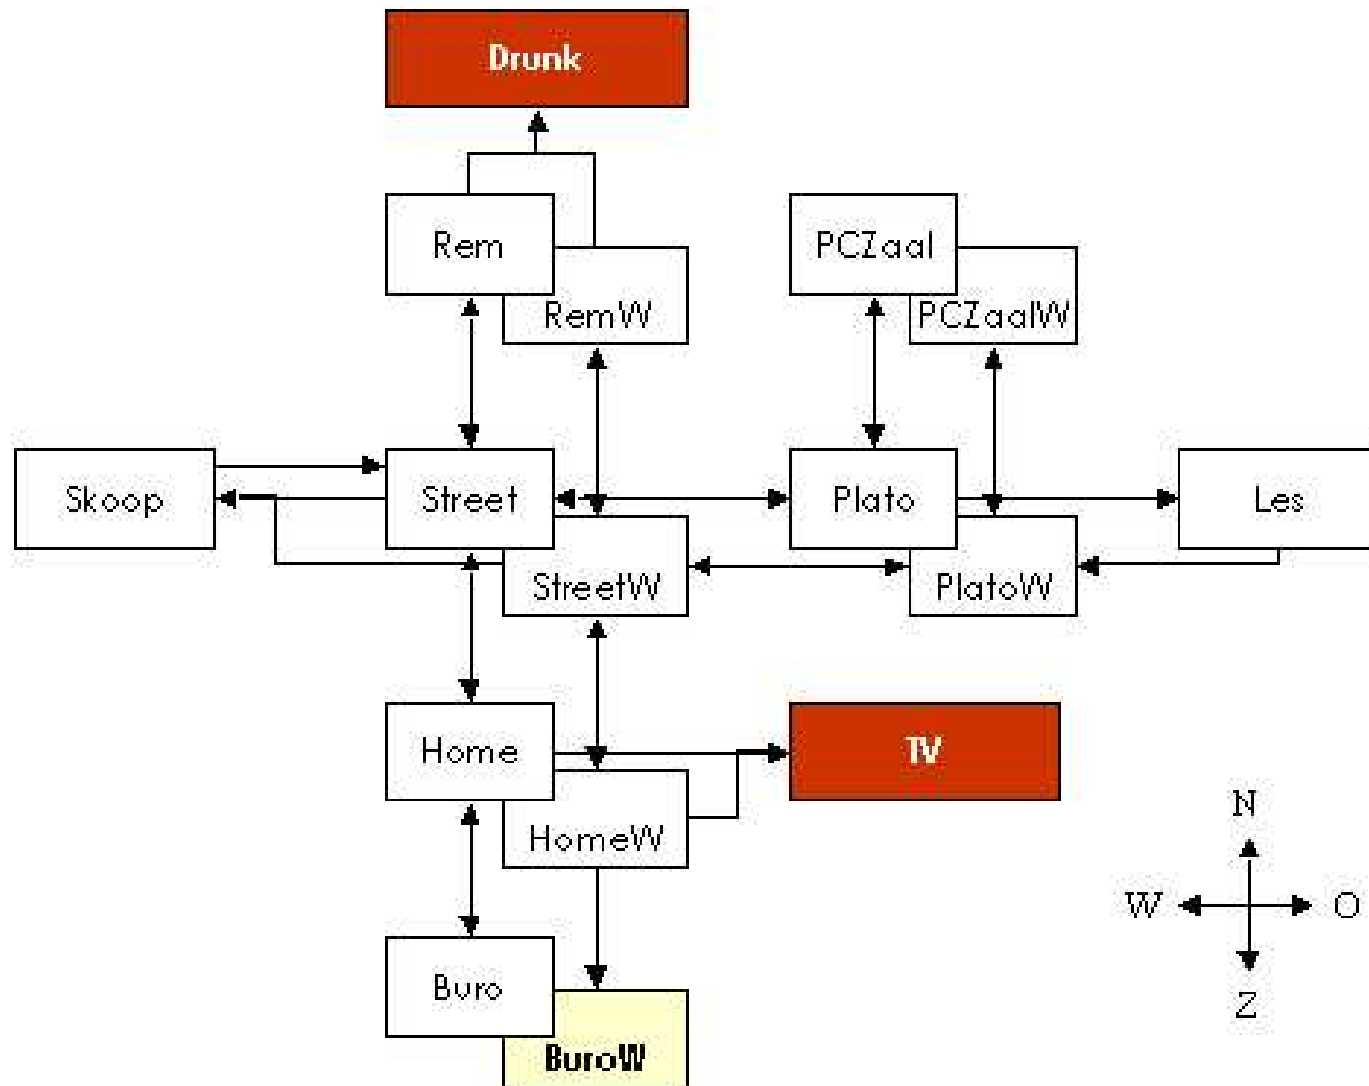 Drunk
Rem
PCZaal
RemW
PCZaalW
Skoop
Street
Plato
Les
StreetW
PlatoW
Home
TV
HomeW
N
W
O
Z
Buro
BuroW